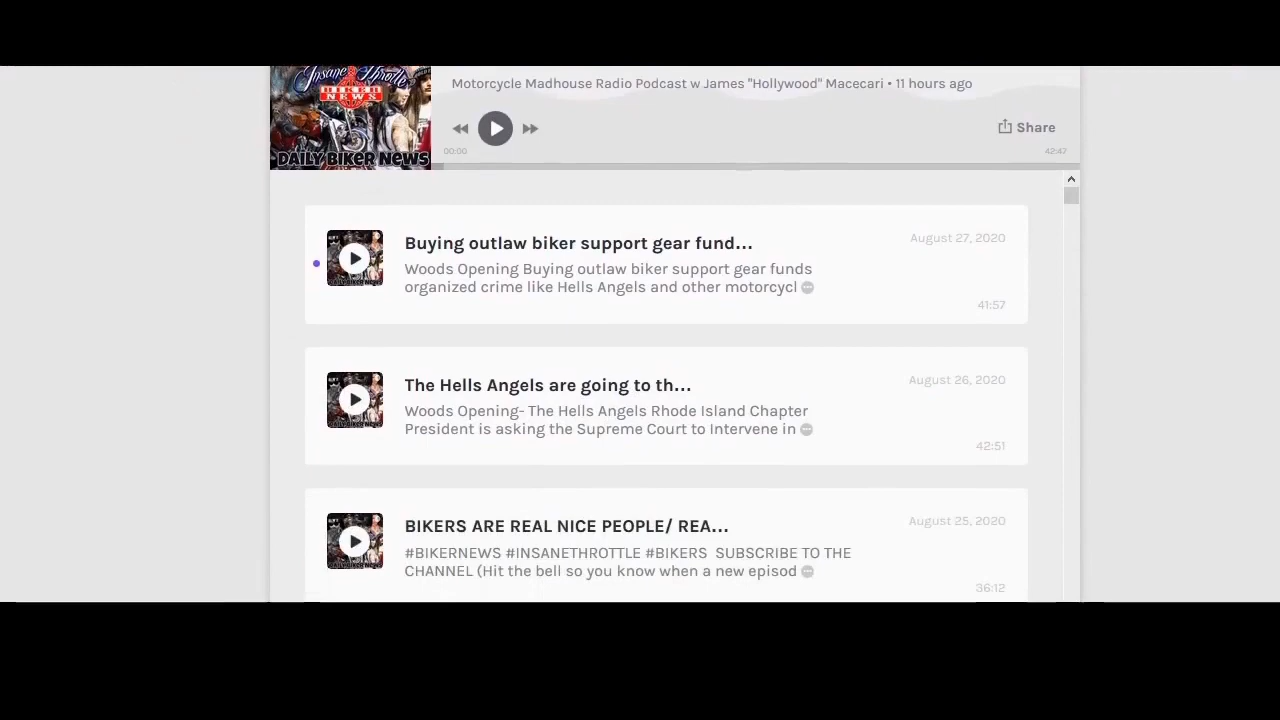 Insane Throttle
BIKER
NEWS
DAILY BIKER NEWS
Motorcycle Madhouse Radio Podcast w James "Hollywood" Macecari • 11 hours ago
Share
00:00
42:47
Buying outlaw biker support gear fund...
August 27, 2020
Woods Opening Buying outlaw biker support gear funds
organized crime like Hells Angels and other motorcycl
41:57
The Hells Angels are going to th...
August 26, 2020
Woods Opening- The Hells Angels Rhode Island Chapter
President is asking the Supreme Court to Intervene in
42:51
BIKERS ARE REAL NICE PEOPLE/ REA...
August 25, 2020
#BIKERNEWS #INSANETHROTTLE #BIKERS SUBSCRIBE TO THE
CHANNEL (Hit the bell so you know when a new episod
36:12